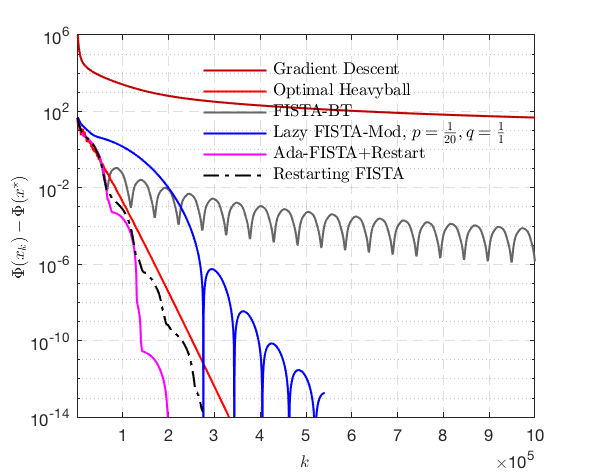 10^6
10^2
10^-2
10^-6
10^-10
10^-14
Φ(x_k) − Φ(x*)
Gradient Descent
Optimal Heavyball
FISTA-BT
Lazy FISTA-Mod, p = 1/20, q = 1/1
Ada-FISTA+Restart
Restarting FISTA
1 2 3 4 5 6 7 8 9 10
k
×10^5